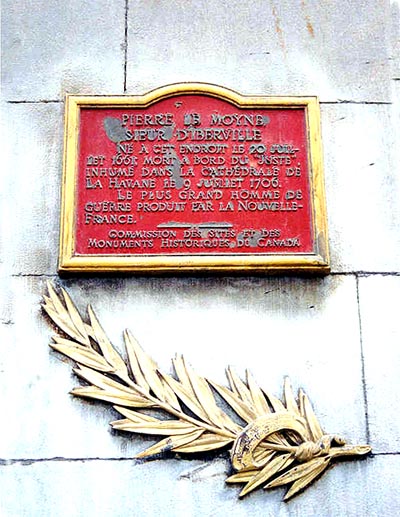 PIERRE LE MOYNE
SIEUR D'IBERVILLE
NÉ À CET ENDROIT LE 20 JUIL-
LET 1661 MORT À BORD DU "JUSTE",
INHUMÉ DANS LA CATHÉDRALE DE
LA HAVANE LE 9 JUILLET 1706.
LE PLUS GRAND HOMME DE
GUERRE PRODUIT PAR LA NOUVELLE-
FRANCE.
COMMISSION DES SITES ET DES
MONUMENTS HISTORIQUES DU CANADA